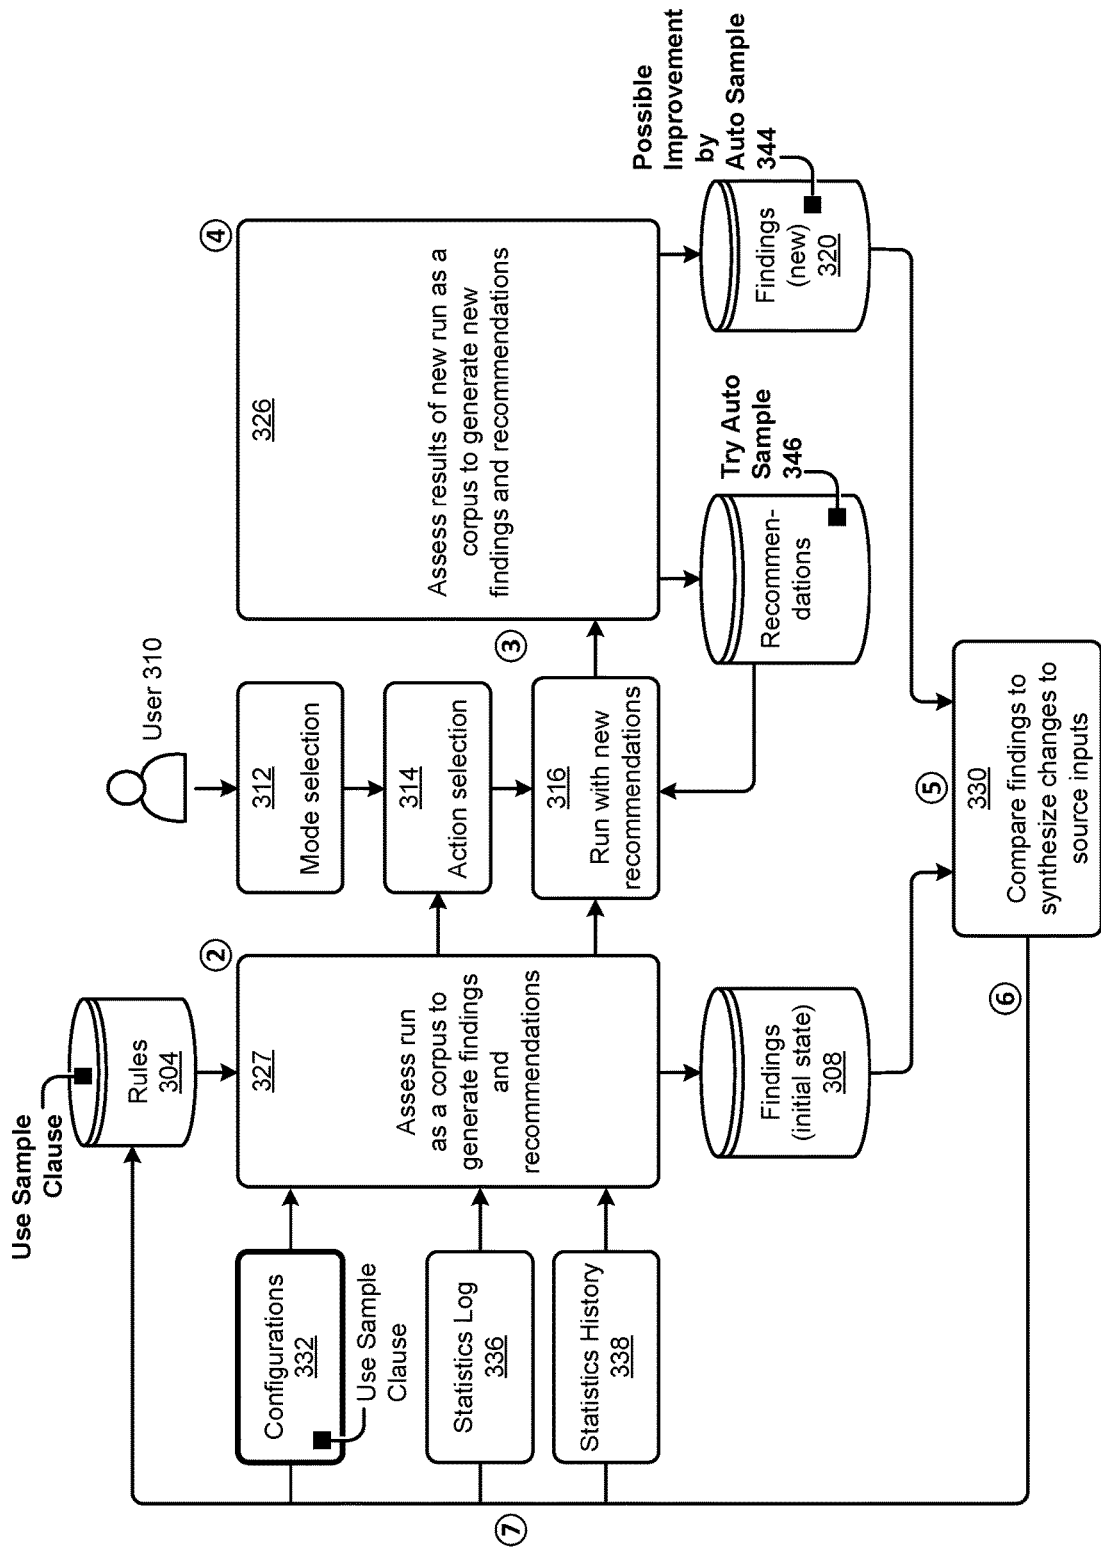 Use Sample
Clause
Rules
304
Configurations
332
Use Sample
Clause
Statistics Log
336
Statistics History
338
②
327
Assess run
as a corpus to
generate findings
and
recommendations
Findings
(initial state)
308
User 310
312
Mode selection
314
Action selection
316
Run with new
recommendations
③
④
326
Assess results of new run as a
corpus to generate new
findings and recommendations
Try Auto
Sample
346
Recommen-
dations
Possible
Improvement
by
Auto Sample
344
Findings
(new)
320
⑤
330
Compare findings to
synthesize changes to
source inputs
⑥
⑦